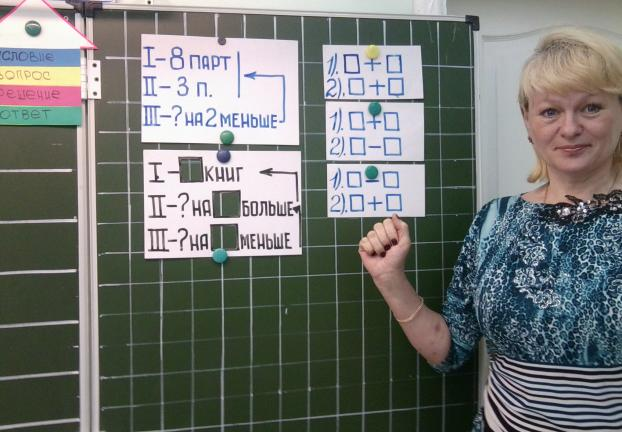 УСЛОВИЕ
ВОПРОС
РЕШЕНИЕ
ОТВЕТ
I - 8 ПАРТ
II - 3 п.
III - ? НА 2 МЕНЬШЕ
I - □ КНИГ
II - ? НА □ БОЛЬШЕ
III - ? НА □ МЕНЬШЕ
1). □ + □
2). □ + □
1). □ + □
2). □ - □
1). □ - □
2). □ + □